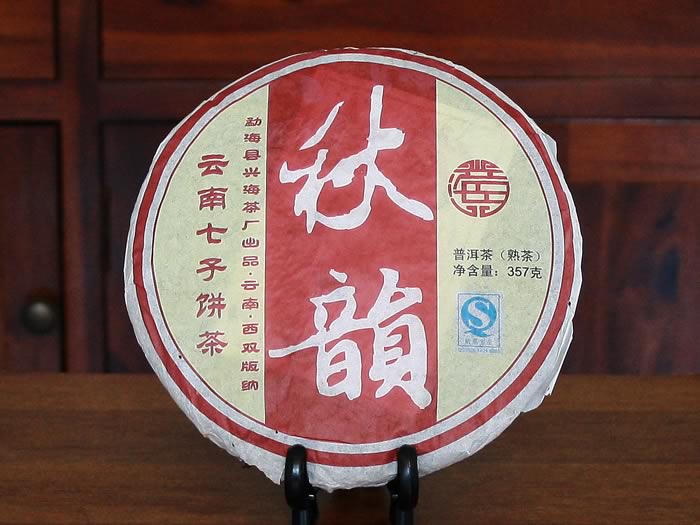 秋韻
勐海县兴海茶厂出品·云南·西双版纳
云南七子饼茶
普洱茶（熟茶）
净含量：357克